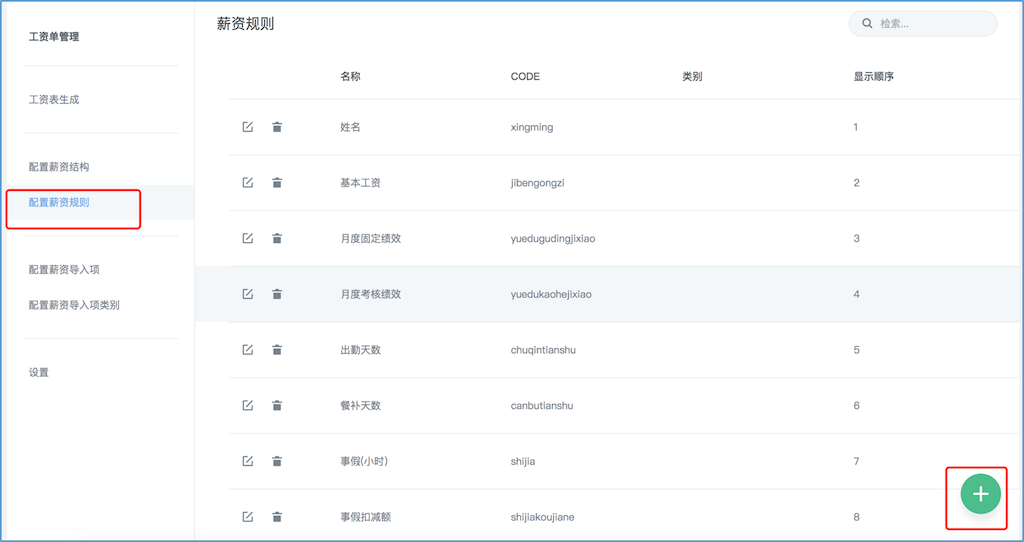 薪资规则
检索...
工资单管理
工资表生成
配置薪资结构
配置薪资规则
配置薪资导入项
配置薪资导入项类别
设置
名称 CODE 类别 显示顺序
姓名 xingming 1
基本工资 jibengongzi 2
月度固定绩效 yuedugudingjixiao 3
月度考核绩效 yuedukaohejixiao 4
出勤天数 chuqintianshu 5
餐补天数 canbutianshu 6
事假(小时) shijia 7
事假扣减额 shijiakoujiane 8